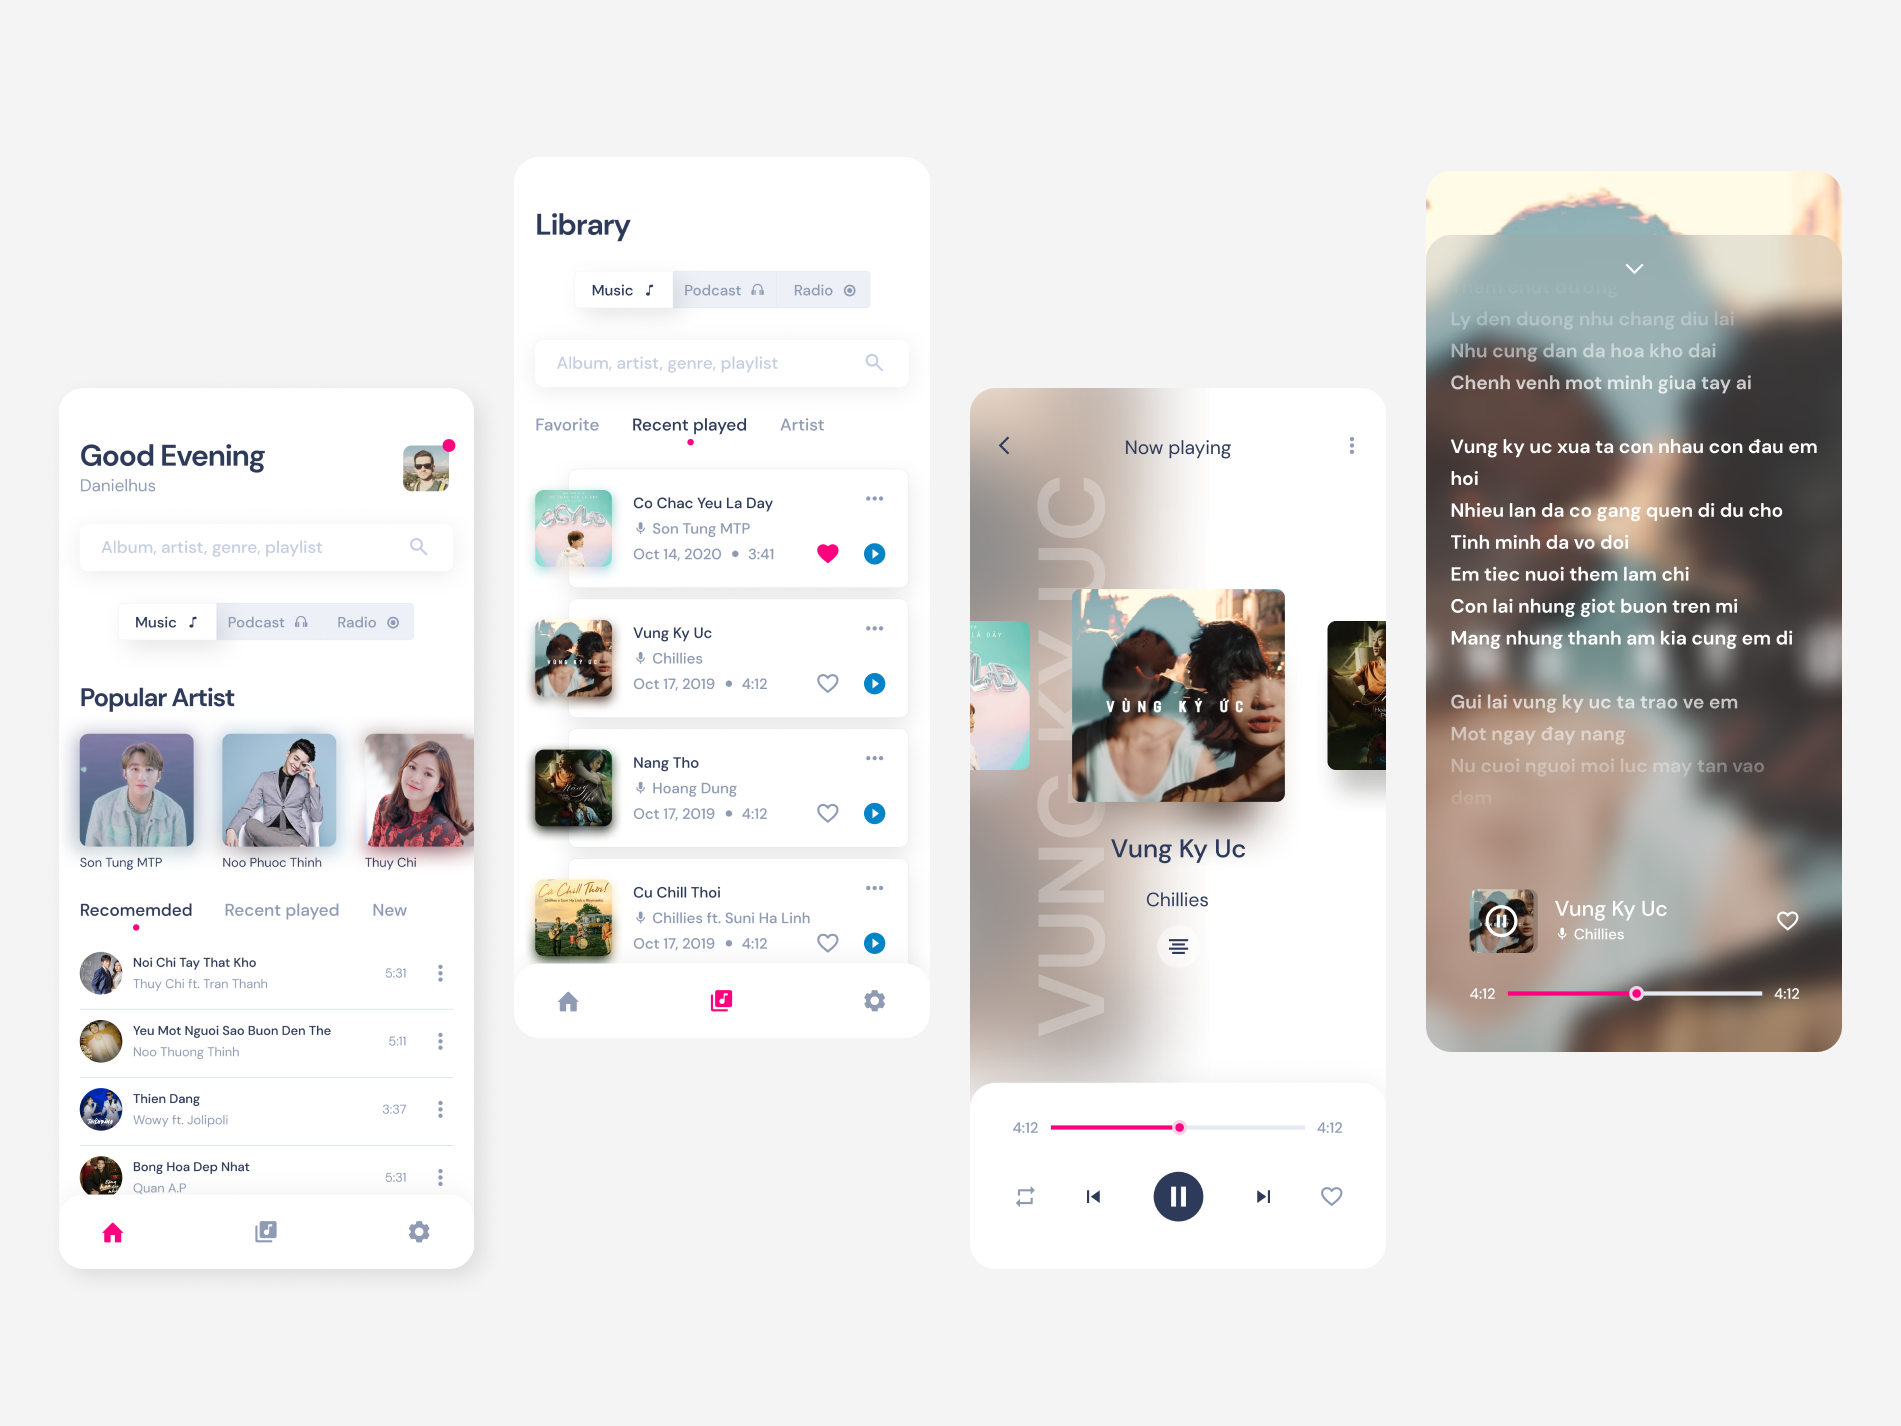 Good Evening
Danielhus
Album, artist, genre, playlist
Music
Podcast
Radio
Popular Artist
Son Tung MTP
Noo Phuoc Thinh
Thuy Chi
Recomemded
Recent played
New
Noi Chi Tay That Kho
Thuy Chi ft. Tran Thanh
5:31
Yeu Mot Nguoi Sao Buon Den The
Noo Thuong Thinh
5:11
Thien Dang
Wowy ft. Jolipoli
3:37
Bong Hoa Dep Nhat
Quan A.P
5:31
Library
Music
Podcast
Radio
Album, artist, genre, playlist
Favorite
Recent played
Artist
Co Chac Yeu La Day
Son Tung MTP
Oct 14, 2020 • 3:41
VÙNG KÝ ỨC
Vung Ky Uc
Chillies
Oct 17, 2019 • 4:12
Nang Tho
Hoang Dung
Oct 17, 2019 • 4:12
Cu Chill Thoi!
Cu Chill Thoi
Chillies ft. Suni Ha Linh
Oct 17, 2019 • 4:12
Now playing
VUNG KY UC
VÙNG KÝ ỨC
Vung Ky Uc
Chillies
4:12
4:12
Ly den duong nhu chang diu lai
Nhu cung dan da hoa kho dai
Chenh venh mot minh giua tay ai
Vung ky uc xua ta con nhau con đau em
hoi
Nhieu lan da co gang quen di du cho
Tinh minh da vo doi
Em tiec nuoi them lam chi
Con lai nhung giot buon tren mi
Mang nhung thanh am kia cung em di
Gui lai vung ky uc ta trao ve em
Mot ngay đay nang
Nu cuoi nguoi moi luc may tan vao
dem
Vung Ky Uc
Chillies
4:12
4:12